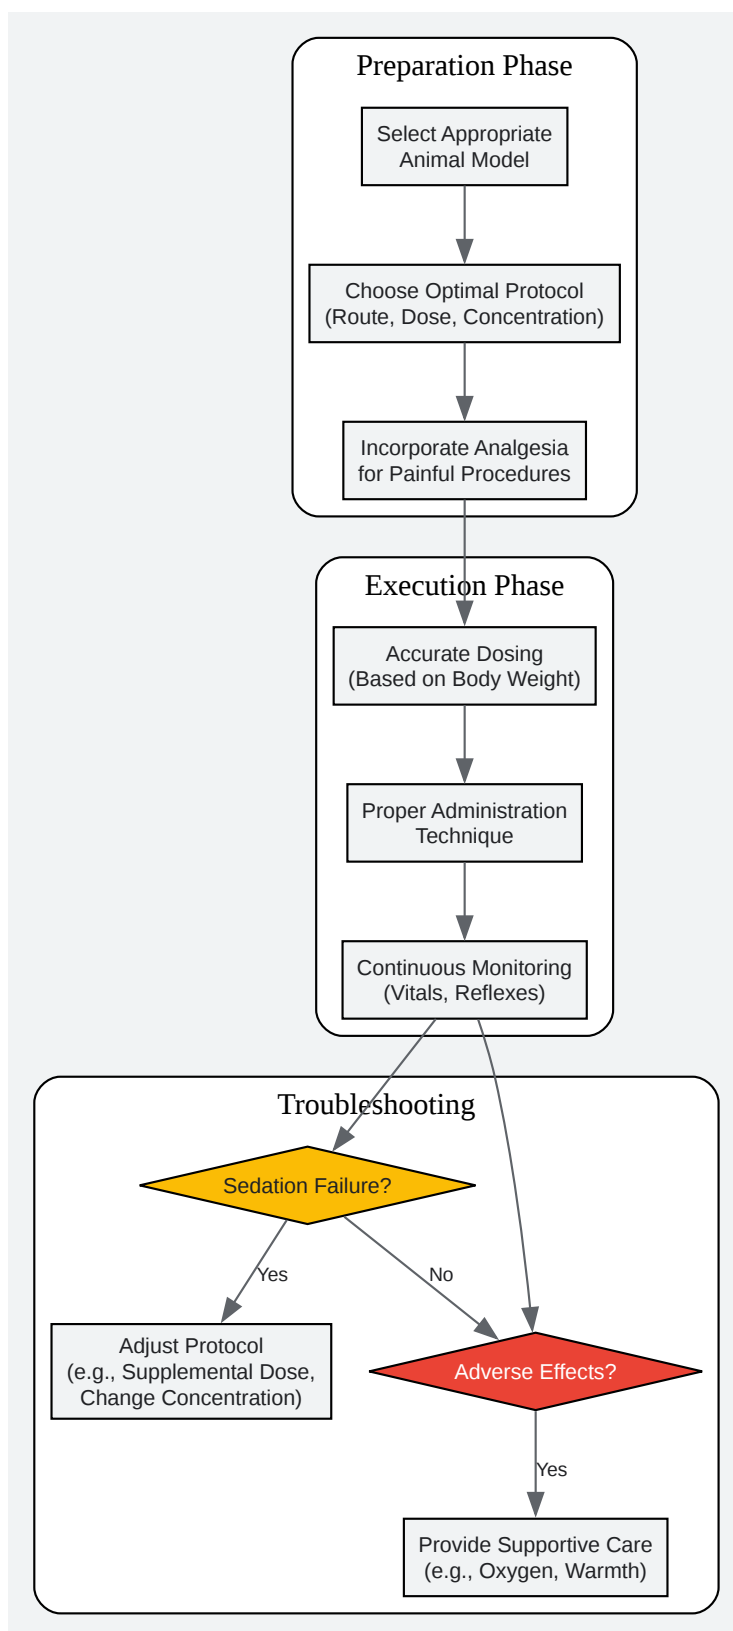 Preparation Phase
Select Appropriate
Animal Model
Choose Optimal Protocol
(Route, Dose, Concentration)
Incorporate Analgesia
for Painful Procedures
Execution Phase
Accurate Dosing
(Based on Body Weight)
Proper Administration
Technique
Continuous Monitoring
(Vitals, Reflexes)
Troubleshooting
Sedation Failure?
Yes
No
Adjust Protocol
(e.g., Supplemental Dose,
Change Concentration)
Adverse Effects?
Yes
Provide Supportive Care
(e.g., Oxygen, Warmth)